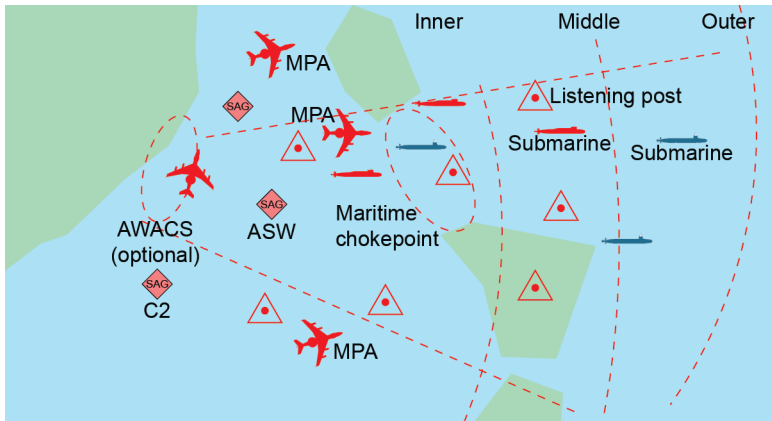 Inner
Middle
Outer
MPA
SAG
MPA
Listening post
Submarine
Submarine
SAG
ASW
Maritime
chokepoint
AWACS
(optional)
SAG
C2
MPA